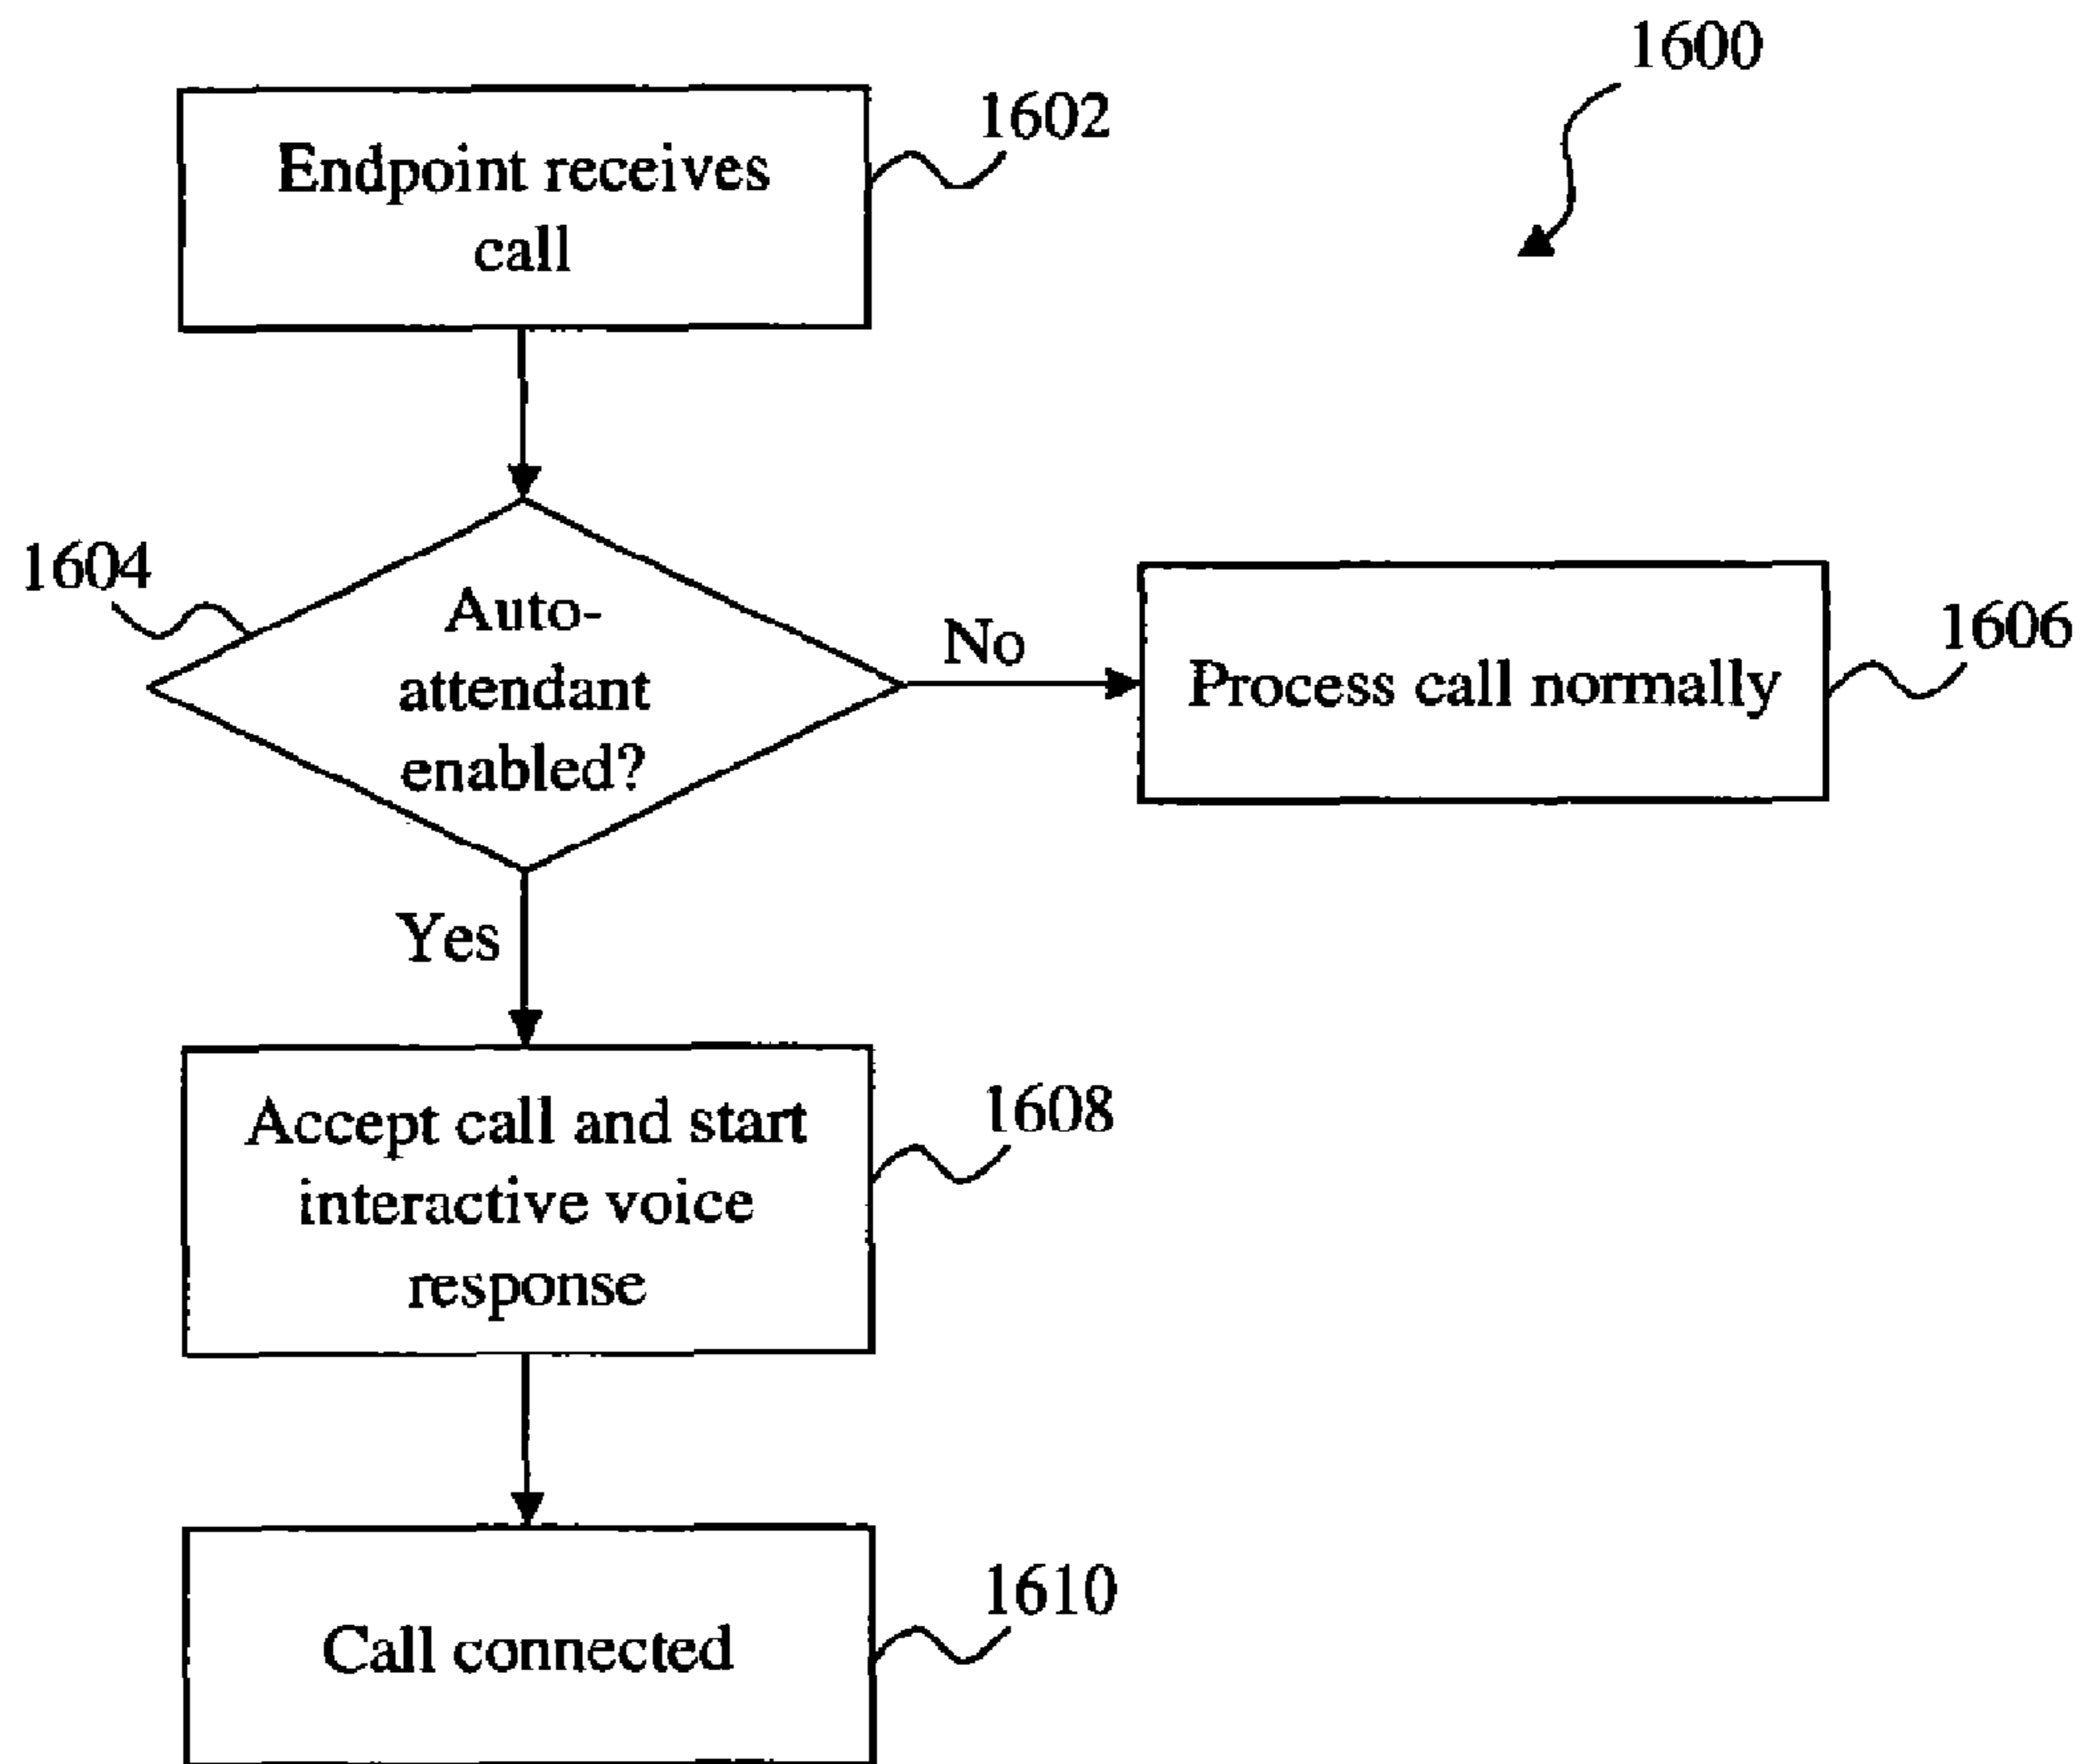 1600
1602
Endpoint receives
call
1604
Auto-
attendant
enabled?
No
1606
Process call normally
Yes
1608
Accept call and start
interactive voice
response
1610
Call connected